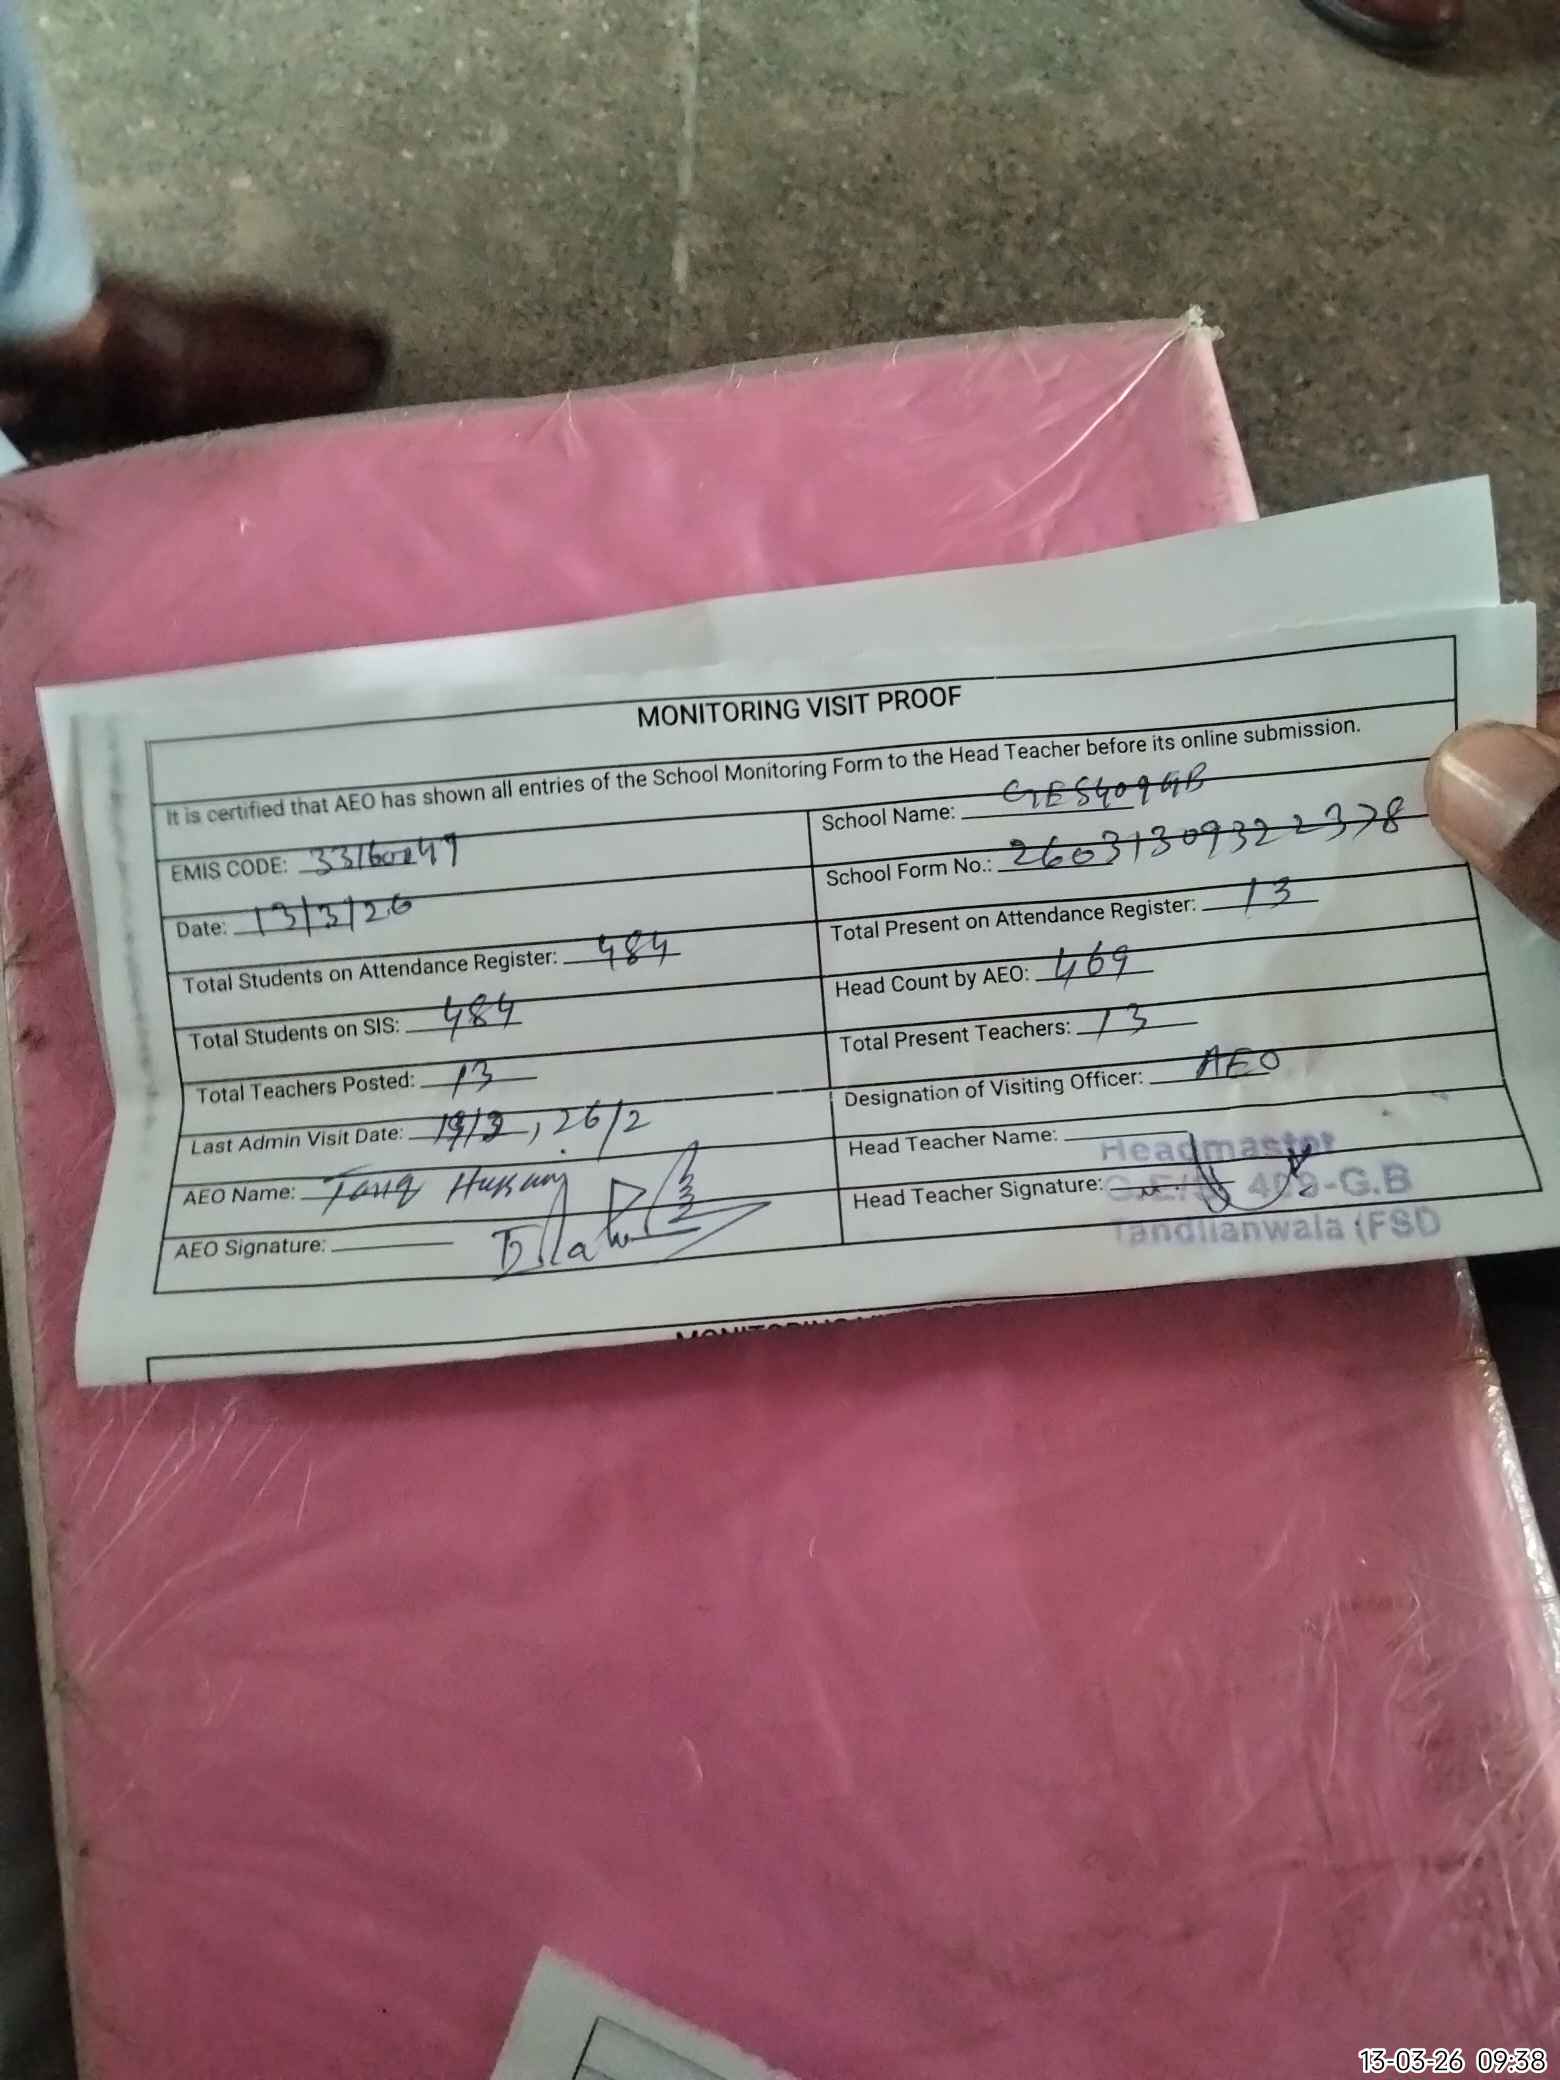 MONITORING VISIT PROOF
It is certified that AEO has shown all entries of the School Monitoring Form to the Head Teacher before its online submission.
EMIS CODE: 33160249
School Name: GES409GB
Date: 13/3/26
School Form No.: 260313093222378
Total Students on Attendance Register: 484
Total Present on Attendance Register: 13
Total Students on SIS: 484
Head Count by AEO: 469
Total Teachers Posted: 13
Total Present Teachers: 13
Last Admin Visit Date: , 26/2
Designation of Visiting Officer: AEO
AEO Name: Tariq Hussain
Head Teacher Name:
AEO Signature:
Head Teacher Signature:
Headmaster
409-G.B
Tandlianwala (FSD
13-03-26 09:38